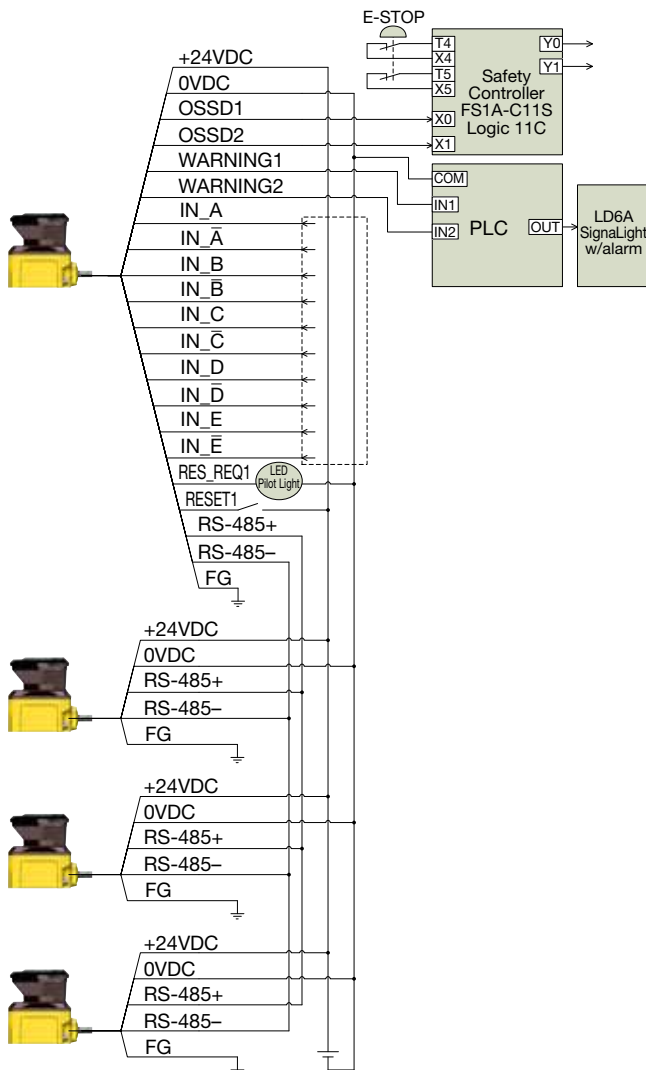 E-STOP
T4
X4
T5
X5
X0
X1
Y0
Y1
Safety
Controller
FS1A-C11S
Logic 11C
COM
IN1
IN2
PLC
OUT
LD6A
SignaLight
w/alarm
+24VDC
0VDC
OSSD1
OSSD2
WARNING1
WARNING2
IN_A
IN_A̅
IN_B
IN_B̅
IN_C
IN_C̅
IN_D
IN_D̅
IN_E
IN_E̅
RES_REQ1
LED
Pilot Light
RESET1
RS-485+
RS-485–
FG
+24VDC
0VDC
RS-485+
RS-485–
FG
+24VDC
0VDC
RS-485+
RS-485–
FG
+24VDC
0VDC
RS-485+
RS-485–
FG